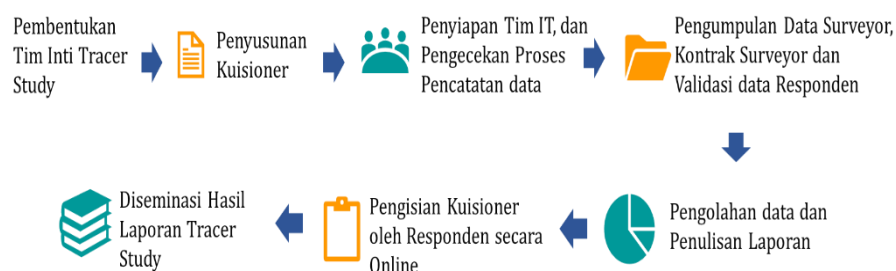 Pembentukan
Tim Inti Tracer
Study
Penyusunan
Kuisioner
Penyiapan Tim IT, dan
Pengecekan Proses
Pencatatan data
Pengumpulan Data Surveyor,
Kontrak Surveyor dan
Validasi data Responden
Pengolahan data dan
Penulisan Laporan
Pengisian Kuisioner
oleh Responden secara
Online
Diseminasi Hasil
Laporan Tracer
Study